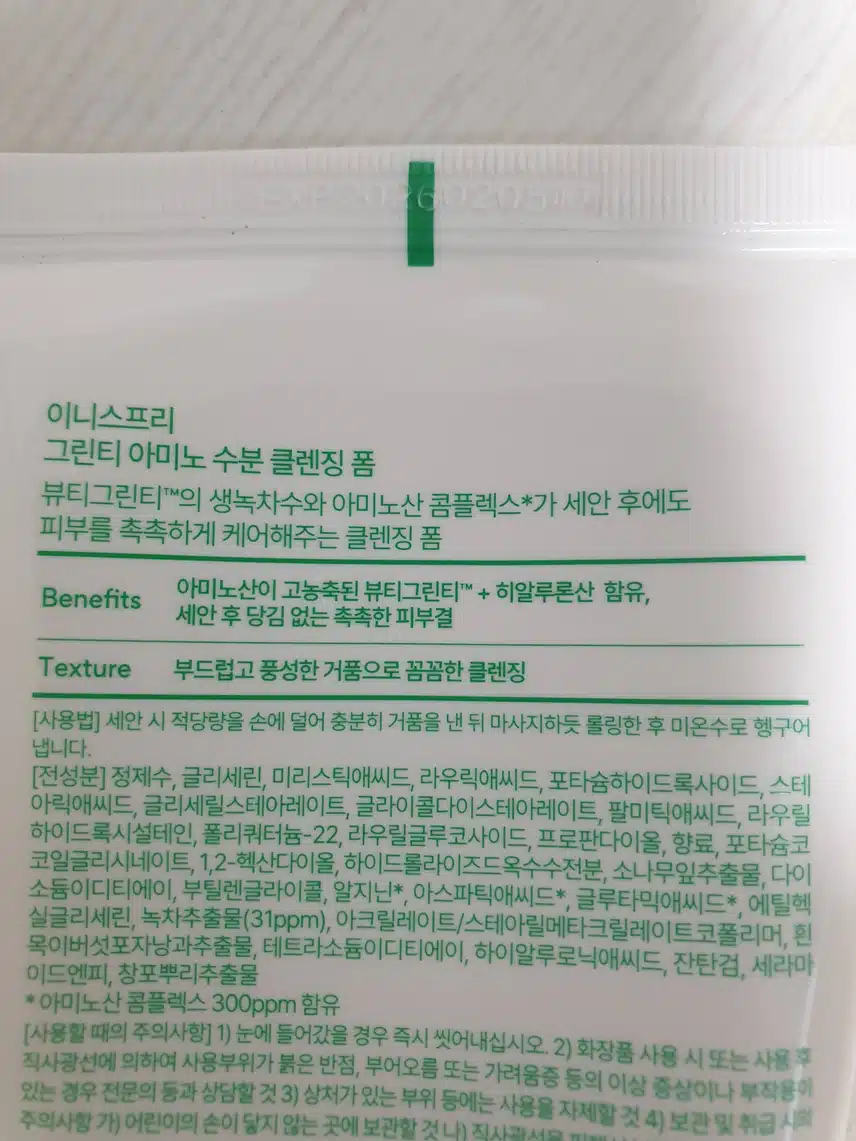 EXP 20260205
이니스프리
그린티 아미노 수분 클렌징 폼
뷰티그린티™의 생녹차수와 아미노산 콤플렉스*가 세안 후에도
피부를 촉촉하게 케어해주는 클렌징 폼
Benefits 아미노산이 고농축된 뷰티그린티™ + 히알루론산 함유,
세안 후 당김 없는 촉촉한 피부결
Texture 부드럽고 풍성한 거품으로 꼼꼼한 클렌징
[사용법] 세안 시 적당량을 손에 덜어 충분히 거품을 낸 뒤 마사지하듯 롤링한 후 미온수로 헹구어
냅니다.
[전성분] 정제수, 글리세린, 미리스틱애씨드, 라우릭애씨드, 포타슘하이드록사이드, 스테
아릭애씨드, 글리세릴스테아레이트, 글라이콜다이스테아레이트, 팔미틱애씨드, 라우릴
하이드록시설테인, 폴리쿼터늄-22, 라우릴글루코사이드, 프로판다이올, 향료, 포타슘코
코일글리시네이트, 1,2-헥산다이올, 하이드롤라이즈드옥수수전분, 소나무잎추출물, 다이
소듐이디티에이, 부틸렌글라이콜, 알지닌*, 아스파틱애씨드*, 글루타믹애씨드*, 에틸헥
실글리세린, 녹차추출물(31ppm), 아크릴레이트/스테아릴메타크릴레이트코폴리머, 흰
목이버섯포자낭과추출물, 테트라소듐이디티에이, 하이알루로닉애씨드, 잔탄검, 세라마
이드엔피, 창포뿌리추출물
* 아미노산 콤플렉스 300ppm 함유
[사용할 때의 주의사항] 1) 눈에 들어갔을 경우 즉시 씻어내십시오. 2) 화장품 사용 시 또는 사용 후
직사광선에 의하여 사용부위가 붉은 반점, 부어오름 또는 가려움증 등의 이상 증상이나 부작용이
있는 경우 전문의 등과 상담할 것 3) 상처가 있는 부위 등에는 사용을 자제할 것 4) 보관 및 취급 시의
주의사항 가) 어린이의 손이 닿지 않는 곳에 보관할 것 나) 직사광선을